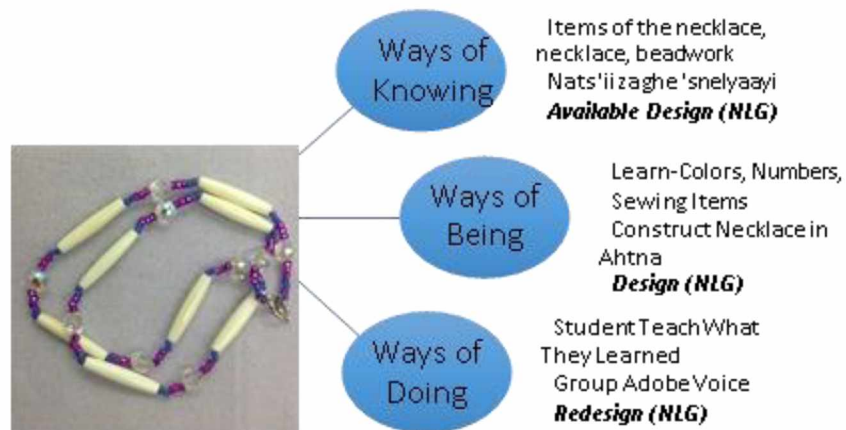 Ways of
Knowing
Items of the necklace,
necklace, beadwork
Nats'iizaghe'snelyaayi
Available Design (NLG)
Ways of
Being
Learn-Colors, Numbers,
Sewing Items
Construct Necklace in
Ahtna
Design (NLG)
Ways of
Doing
Student Teach What
They Learned
Group Adobe Voice
Redesign (NLG)